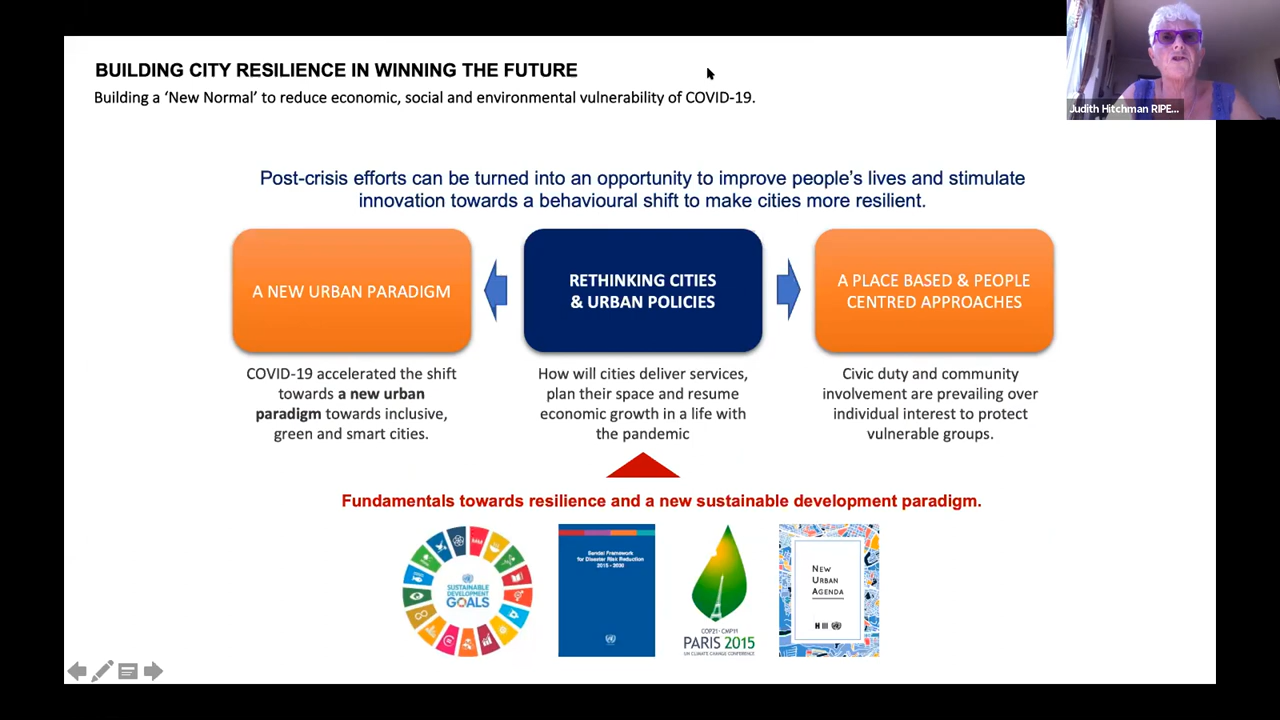 BUILDING CITY RESILIENCE IN WINNING THE FUTURE
Building a ‘New Normal’ to reduce economic, social and environmental vulnerability of COVID-19.
Judith Hitchman RIPE...
Post-crisis efforts can be turned into an opportunity to improve people’s lives and stimulate
innovation towards a behavioural shift to make cities more resilient.
A NEW URBAN PARADIGM
RETHINKING CITIES
& URBAN POLICIES
A PLACE BASED & PEOPLE
CENTRED APPROACHES
COVID-19 accelerated the shift
towards a new urban
paradigm towards inclusive,
green and smart cities.
How will cities deliver services,
plan their space and resume
economic growth in a life with
the pandemic
Civic duty and community
involvement are prevailing over
individual interest to protect
vulnerable groups.
Fundamentals towards resilience and a new sustainable development paradigm.
SUSTAINABLE
DEVELOPMENT
GOALS
Sendai Framework
for Disaster Risk Reduction
2015 - 2030
COP21·CMP11
PARIS 2015
UN CLIMATE CHANGE CONFERENCE
NEW
URBAN
AGENDA
H III